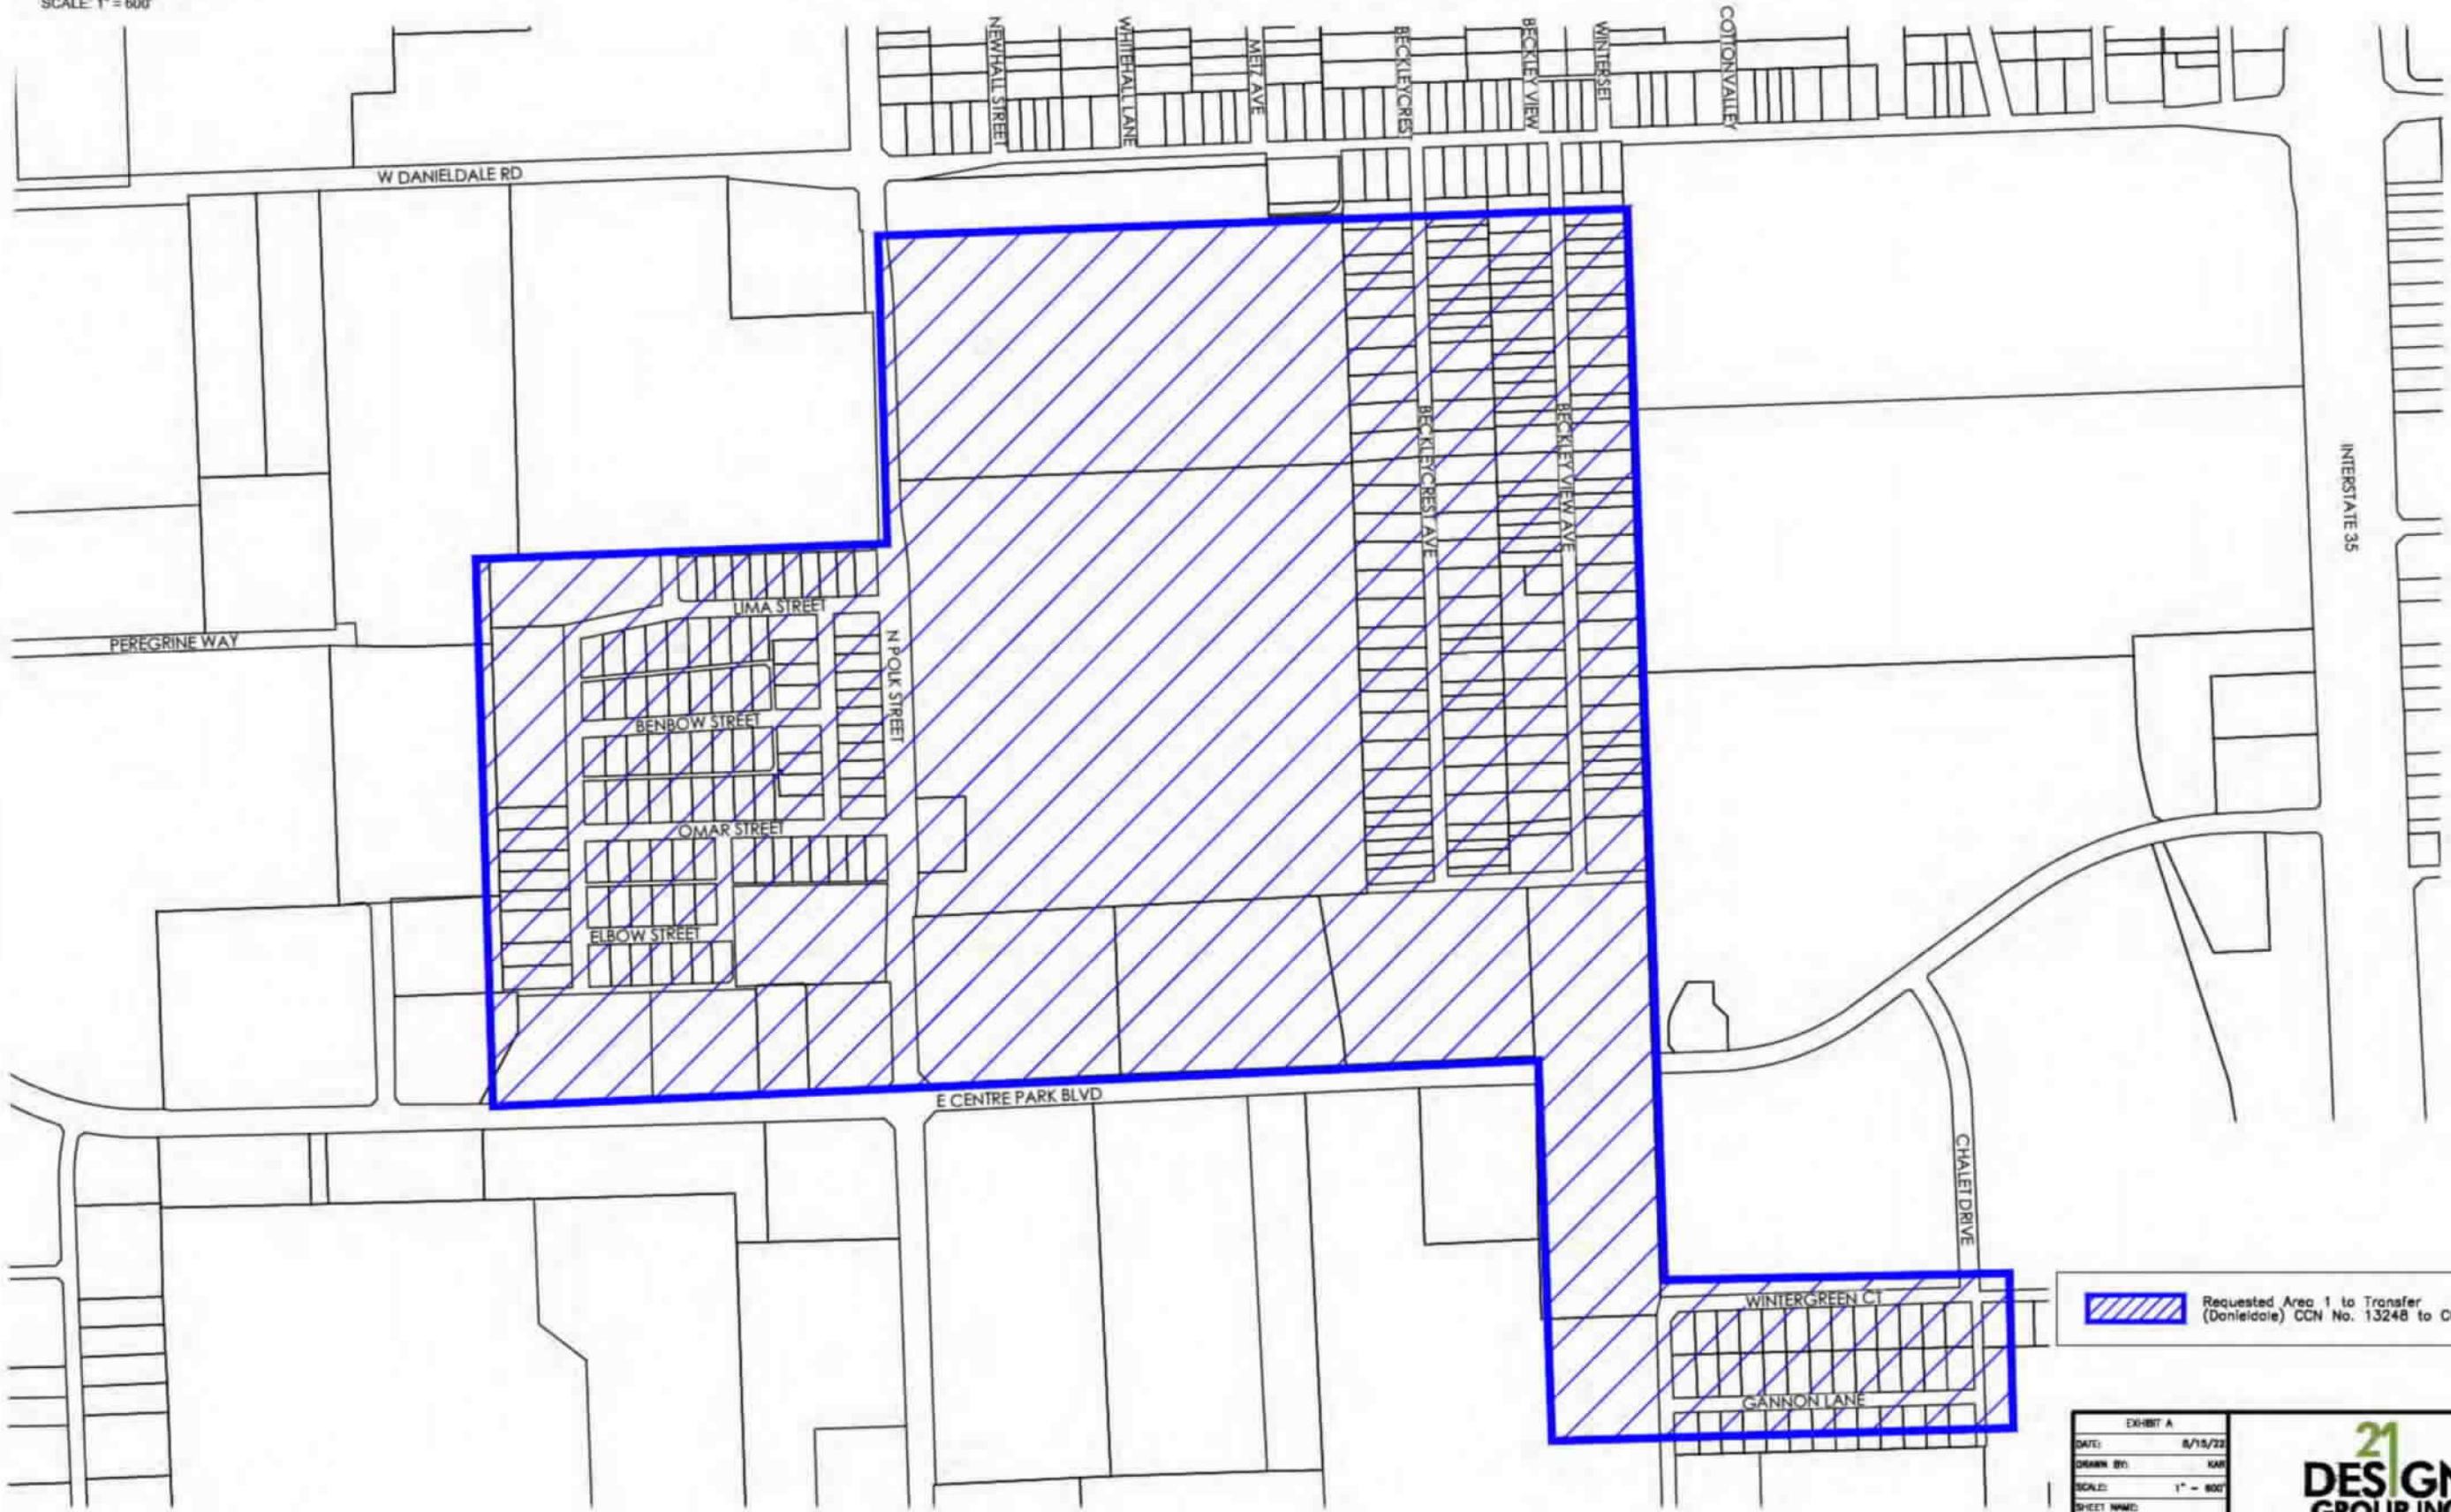 SCALE: 1" = 600'
NEWHALL STREET
WHITEHALL LANE
METZ AVE
BECKLEYCREST
BECKLEY VIEW
WINTERSET
COTTONVALLEY
W DANIELDALE RD
INTERSTATE 35
BECKLEYCREST AVE
BECKLEY VIEW AVE
PEREGRINE WAY
LIMA STREET
N POLK STREET
BENBOW STREET
OMAR STREET
ELBOW STREET
E CENTRE PARK BLVD
CHALET DRIVE
WINTERGREEN CT
GANNON LANE
Requested Area 1 to Transfer
(Danieldale) CCN No. 13248 to C
EXHIBIT A
DATE: 8/15/22
DRAWN BY: KAR
SCALE: 1" = 600'
SHEET NAME:
21
DESIGN
GROUP INC